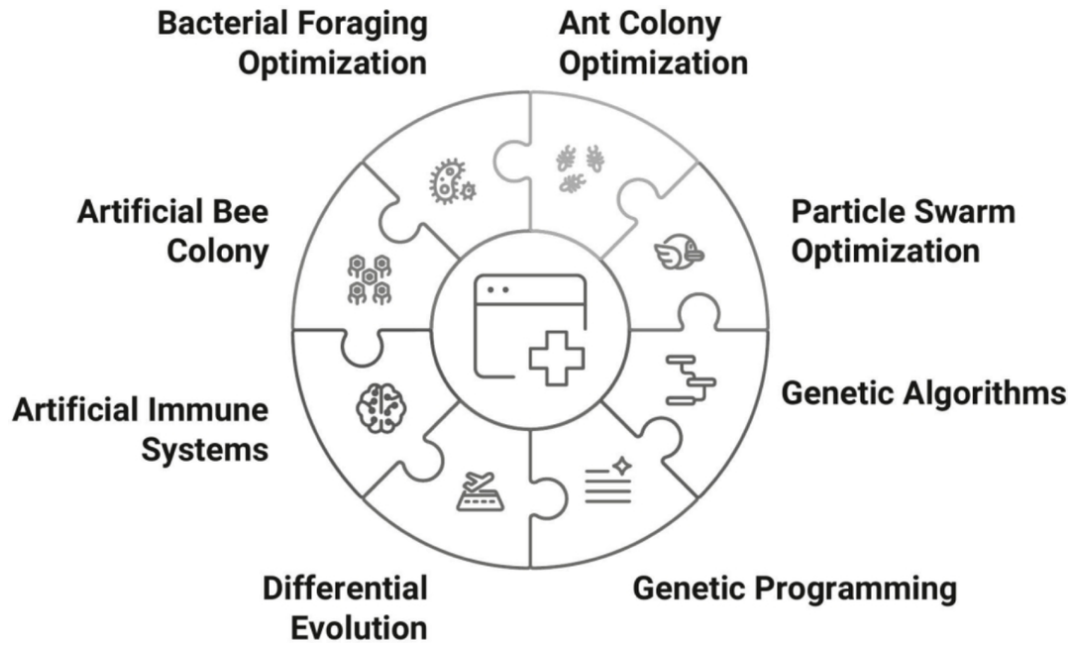 Bacterial Foraging
Optimization
Ant Colony
Optimization
Artificial Bee
Colony
Particle Swarm
Optimization
Artificial Immune
Systems
Genetic Algorithms
Differential
Evolution
Genetic Programming